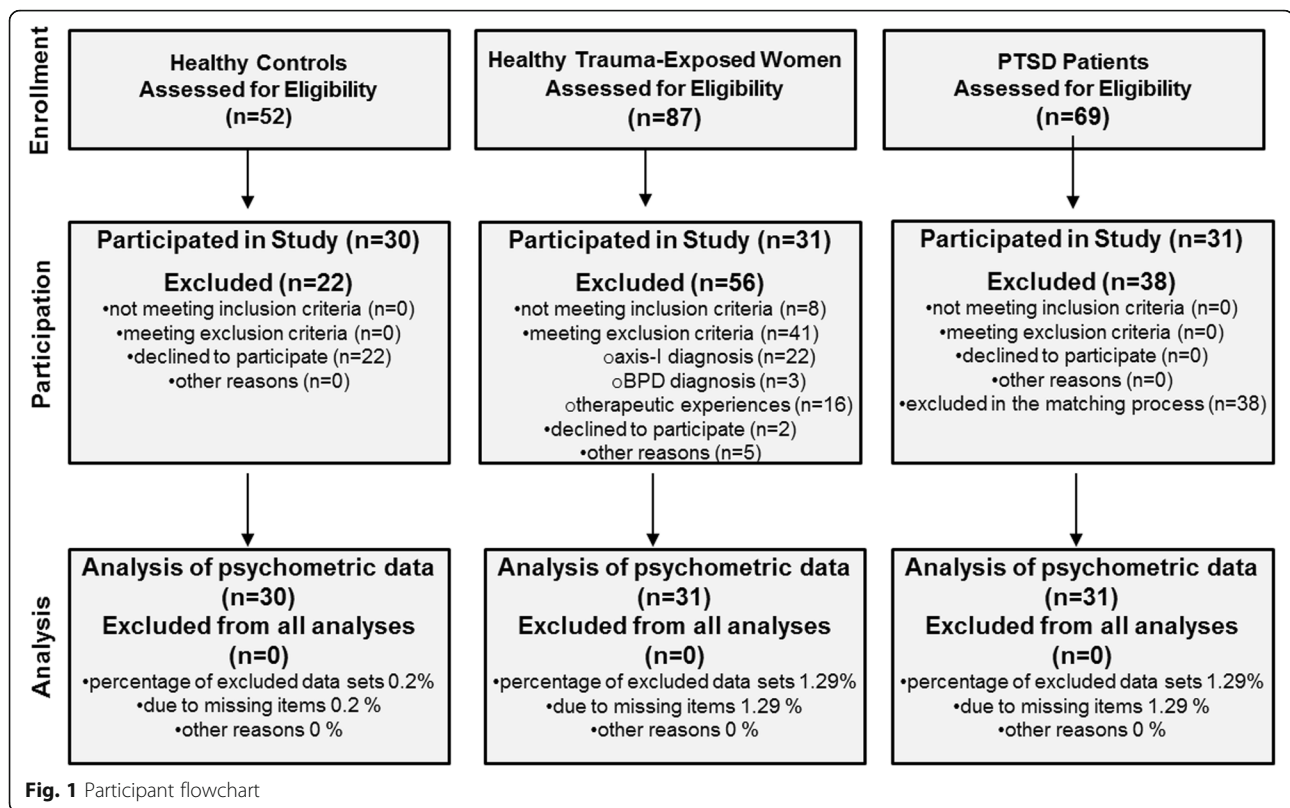 Enrollment
Healthy Controls
Assessed for Eligibility
(n=52)
Healthy Trauma-Exposed Women
Assessed for Eligibility
(n=87)
PTSD Patients
Assessed for Eligibility
(n=69)
Participation
Participated in Study (n=30)
Excluded (n=22)
•not meeting inclusion criteria (n=0)
•meeting exclusion criteria (n=0)
•declined to participate (n=22)
•other reasons (n=0)
Participated in Study (n=31)
Excluded (n=56)
•not meeting inclusion criteria (n=8)
•meeting exclusion criteria (n=41)
oaxis-I diagnosis (n=22)
oBPD diagnosis (n=3)
otherapeutic experiences (n=16)
•declined to participate (n=2)
•other reasons (n=5)
Participated in Study (n=31)
Excluded (n=38)
•not meeting inclusion criteria (n=0)
•meeting exclusion criteria (n=0)
•declined to participate (n=0)
•other reasons (n=0)
•excluded in the matching process (n=38)
Analysis
Analysis of psychometric data
(n=30)
Excluded from all analyses
(n=0)
•percentage of excluded data sets 0.2%
•due to missing items 0.2 %
•other reasons 0 %
Analysis of psychometric data
(n=31)
Excluded from all analyses
(n=0)
•percentage of excluded data sets 1.29%
•due to missing items 1.29 %
•other reasons 0 %
Analysis of psychometric data
(n=31)
Excluded from all analyses
(n=0)
•percentage of excluded data sets 1.29%
•due to missing items 1.29 %
•other reasons 0 %
Fig. 1 Participant flowchart